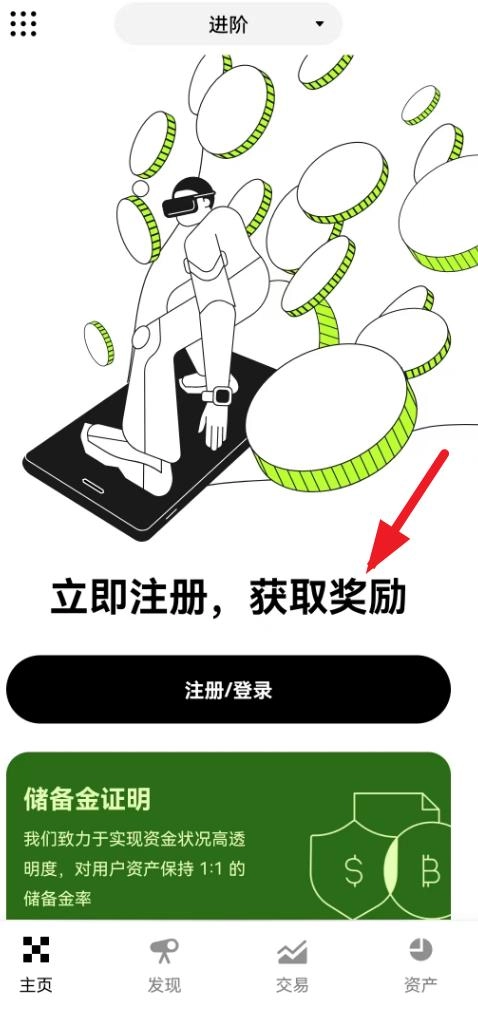 进阶
立即注册，获取奖励
注册/登录
储备金证明
我们致力于实现资金状况高透
明度，对用户资产保持 1:1 的
储备金率
主页
发现
交易
资产